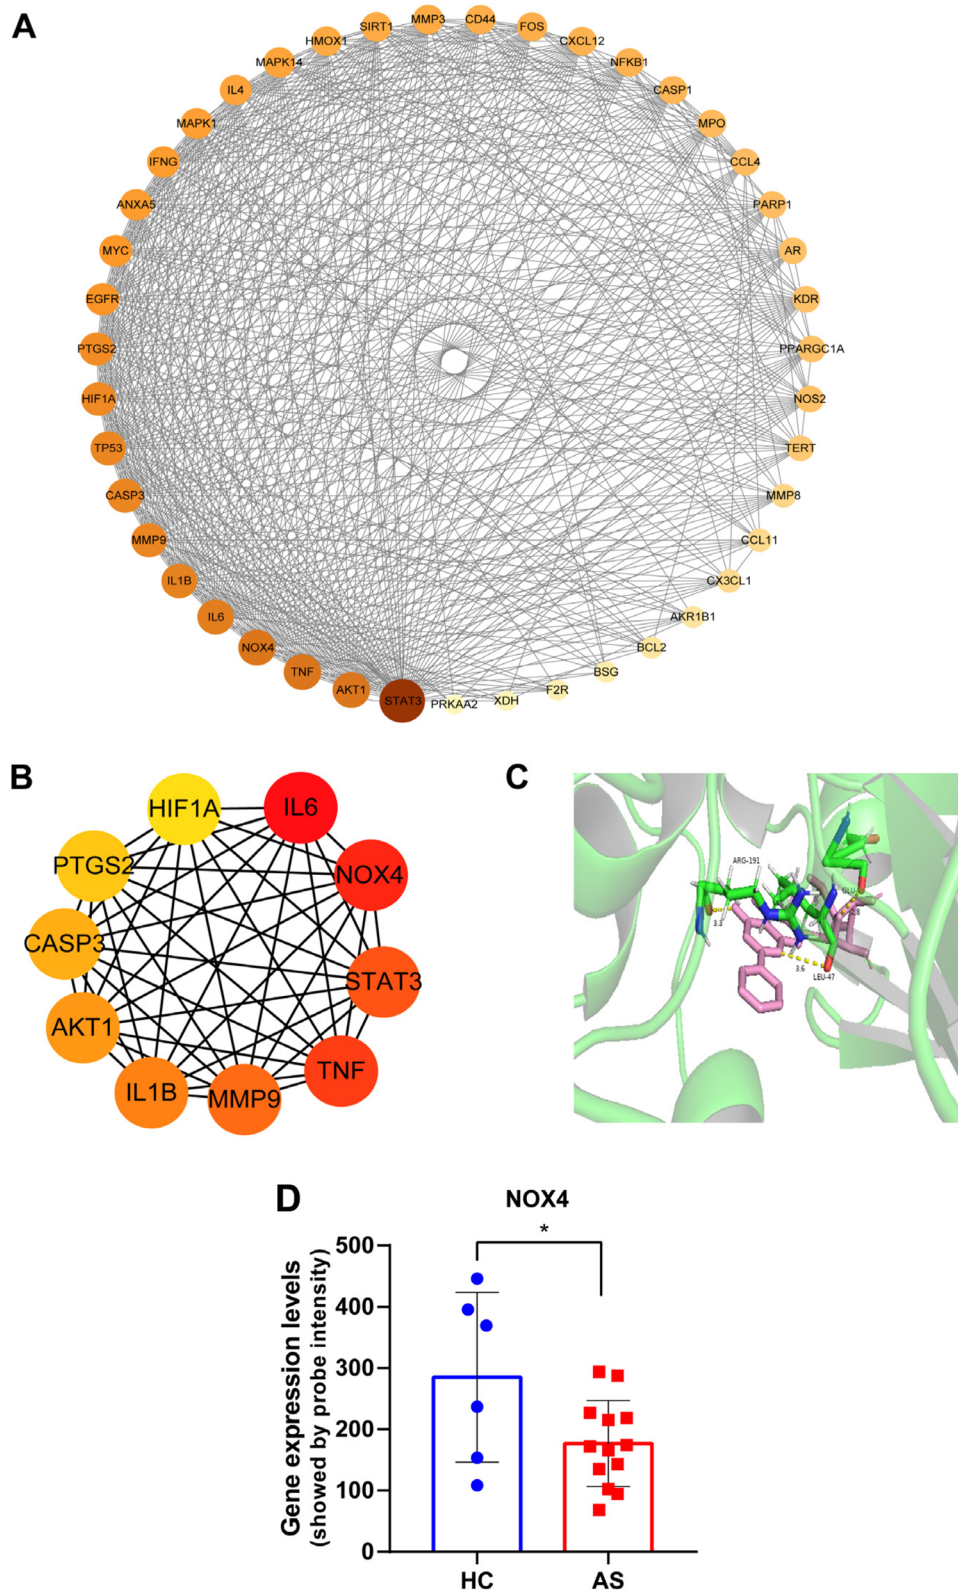 A
MMP3
CD44
SIRT1
FOS
HMOX1
CXCL12
MAPK14
NFKB1
IL4
CASP1
MAPK1
MPO
IFNG
CCL4
ANXA5
PARP1
MYC
AR
EGFR
KDR
PTGS2
PPARGC1A
HIF1A
NOS2
TP53
TERT
CASP3
MMP8
MMP9
CCL11
IL1B
CX3CL1
IL6
AKR1B1
NOX4
BCL2
TNF
BSG
AKT1
F2R
STAT3
PRKAA2
XDH
B
HIF1A
IL6
PTGS2
NOX4
CASP3
STAT3
AKT1
TNF
IL1B
MMP9
C
ARG-191
3.3
3.6
LEU-47
D
NOX4
*
Gene expression levels
(showed by probe intensity)
500
400
300
200
100
0
HC
AS